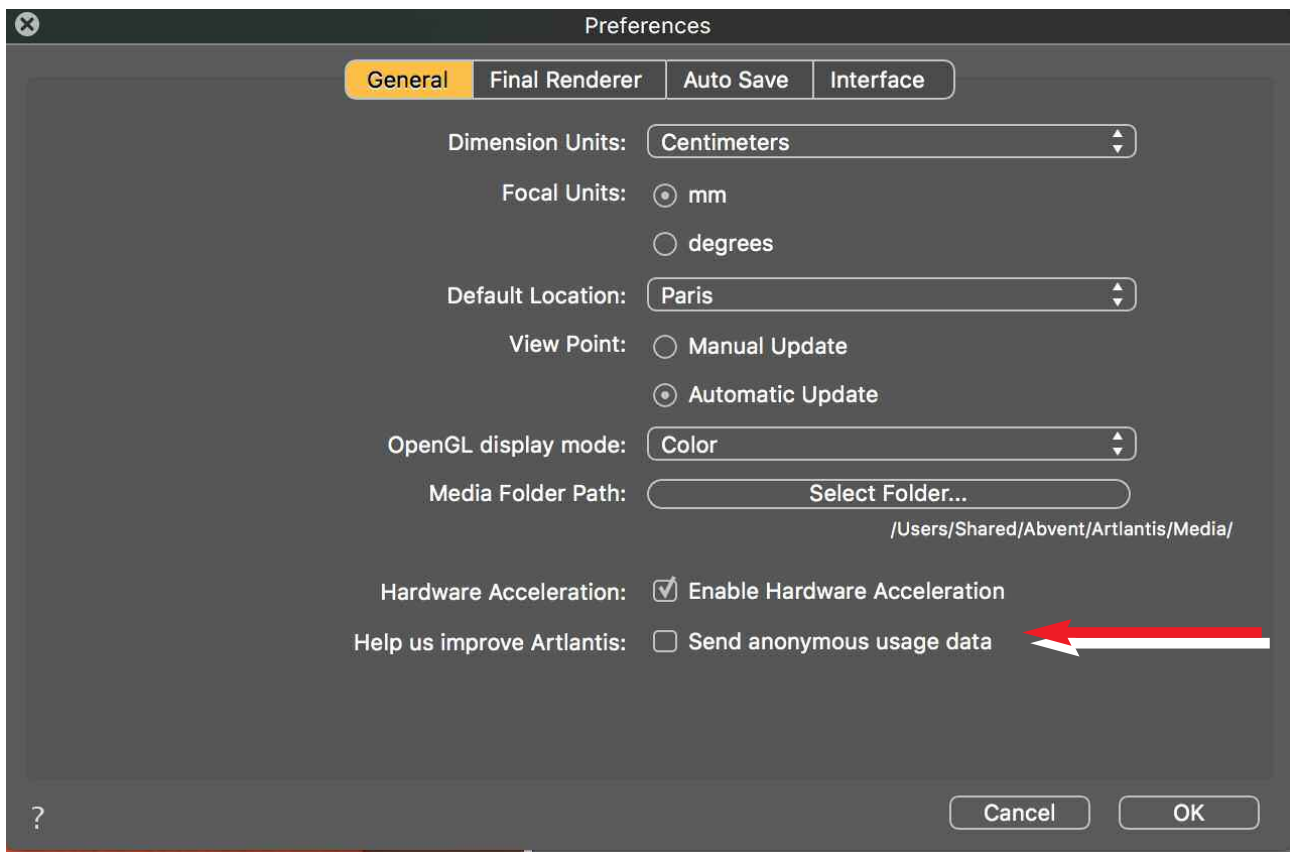 Preferences
General Final Renderer Auto Save Interface
Dimension Units: Centimeters
Focal Units: mm
degrees
Default Location: Paris
View Point: Manual Update
Automatic Update
OpenGL display mode: Color
Media Folder Path: Select Folder...
/Users/Shared/Abvent/Artlantis/Media/
Hardware Acceleration: Enable Hardware Acceleration
Help us improve Artlantis: Send anonymous usage data
? Cancel OK